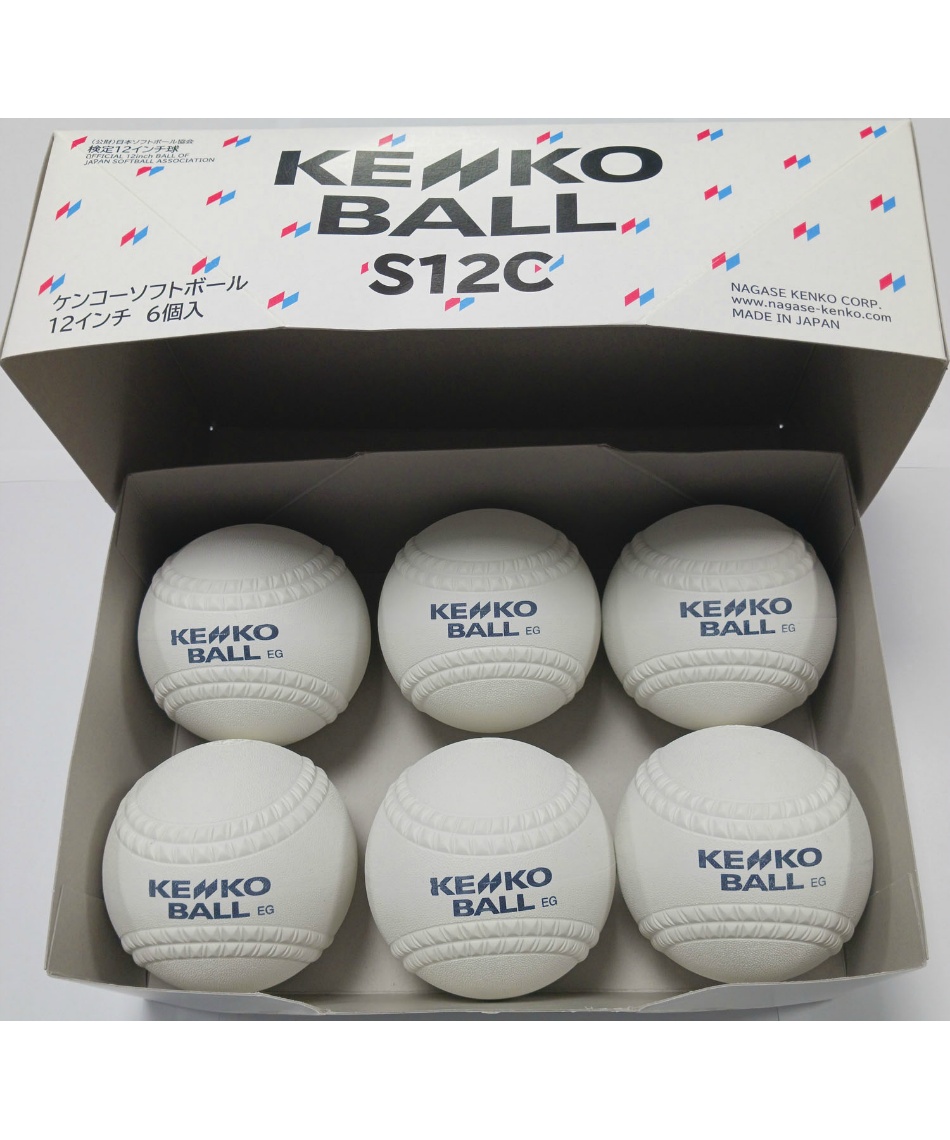 (公財)日本ソフトボール協会
検定12インチ球
OFFICIAL 12inch BALL OF
JAPAN SOFTBALL ASSOCIATION
KENKO
BALL
S12C
ケンコーソフトボール
12インチ 6個入
NAGASE KENKO CORP.
www.nagase-kenko.com
MADE IN JAPAN
KENKO
BALL EG
KENKO
BALL EG
KENKO
BALL EG
KENKO
BALL EG
KENKO
BALL EG
KENKO
BALL EG